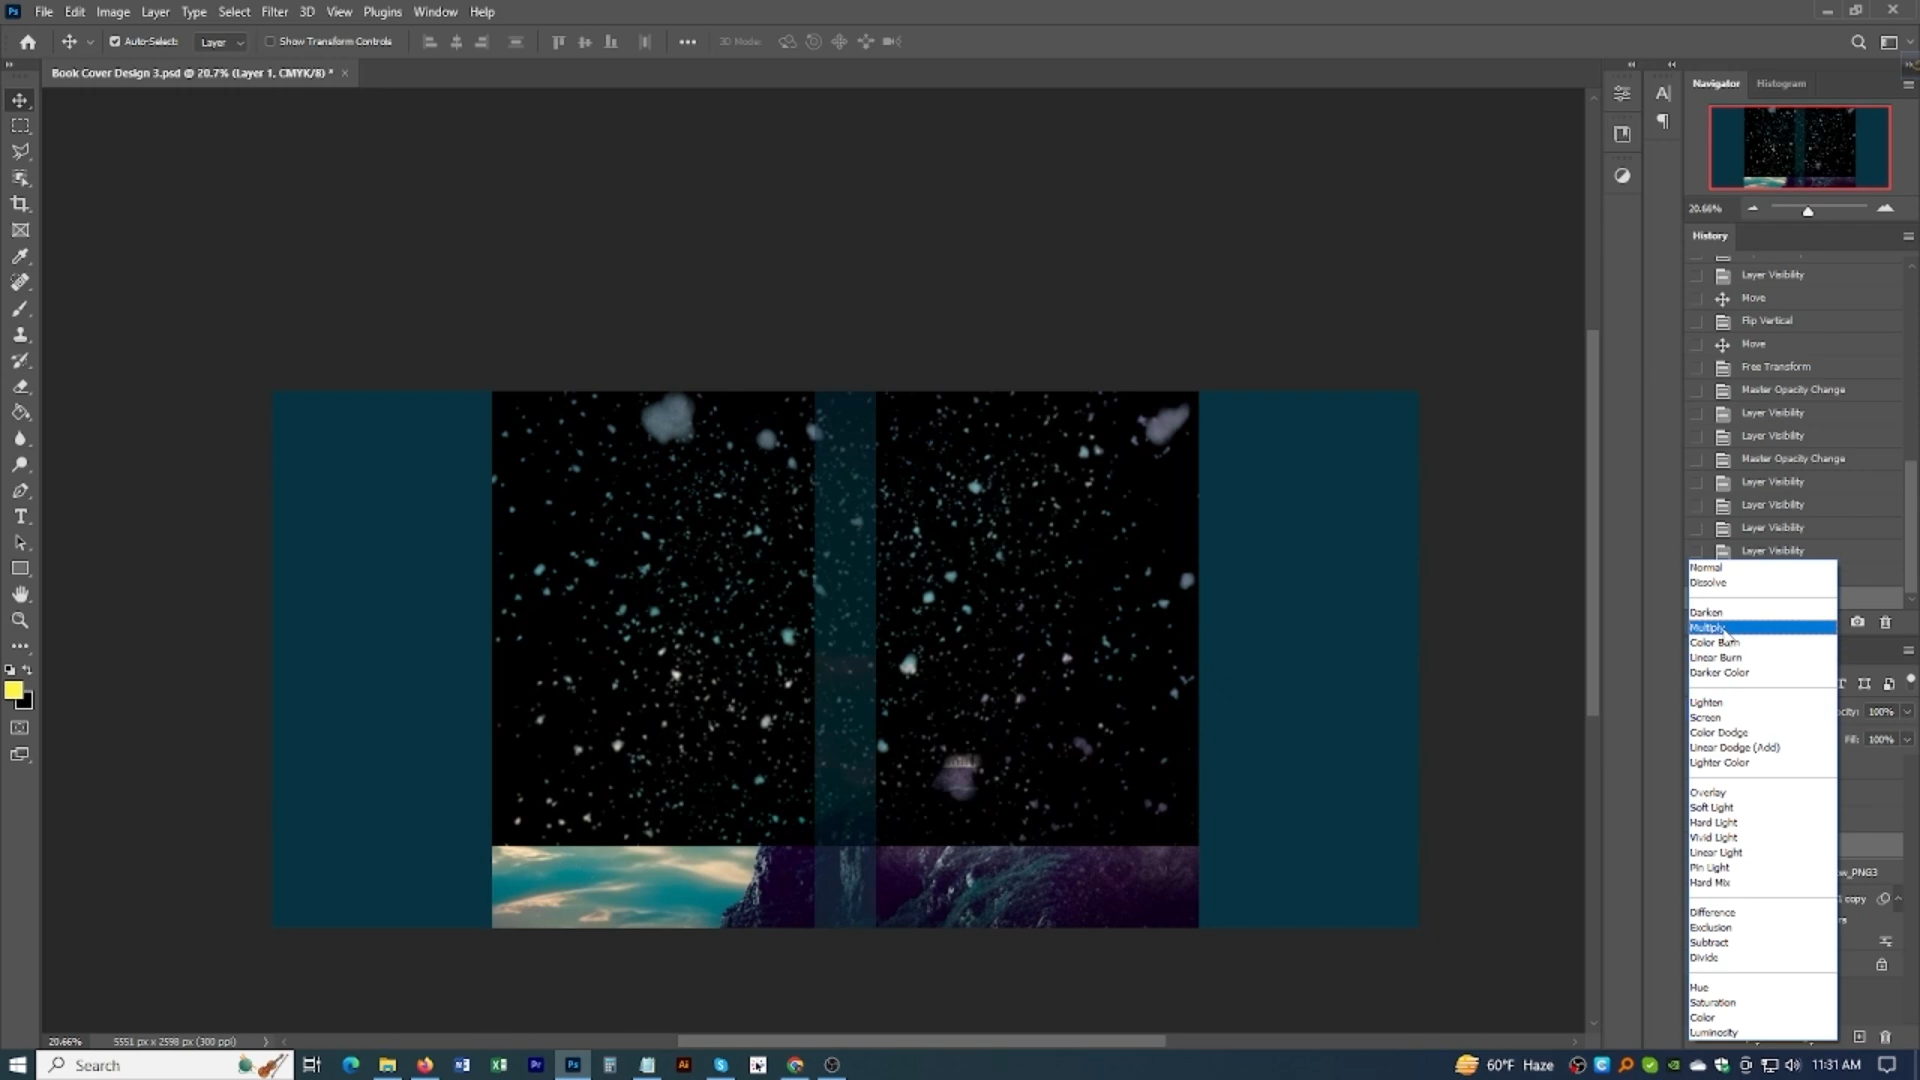 File Edit Image Layer Type Select Filter 3D View Plugins Window Help
Auto-Select: Layer Show Transform Controls 3D Mode:
Book Cover Design 3.psd @ 20.7% (Layer 1, CMYK/8) *
Navigator Histogram
20.66%
History
Layer Visibility
Move
Flip Vertical
Move
Free Transform
Master Opacity Change
Layer Visibility
Layer Visibility
Master Opacity Change
Layer Visibility
Layer Visibility
Layer Visibility
Layer Visibility
Normal
Dissolve
Darken
Multiply
Color Burn
Linear Burn
Darker Color
Lighten
Screen
Color Dodge
Linear Dodge (Add)
Lighter Color
Overlay
Soft Light
Hard Light
Vivid Light
Linear Light
Pin Light
Hard Mix
Difference
Exclusion
Subtract
Divide
Hue
Saturation
Color
Luminosity
100%
Fill: 100%
copy
20.66% 5551 px x 2598 px (300 ppi)
Search
60°F Haze 11:31 AM